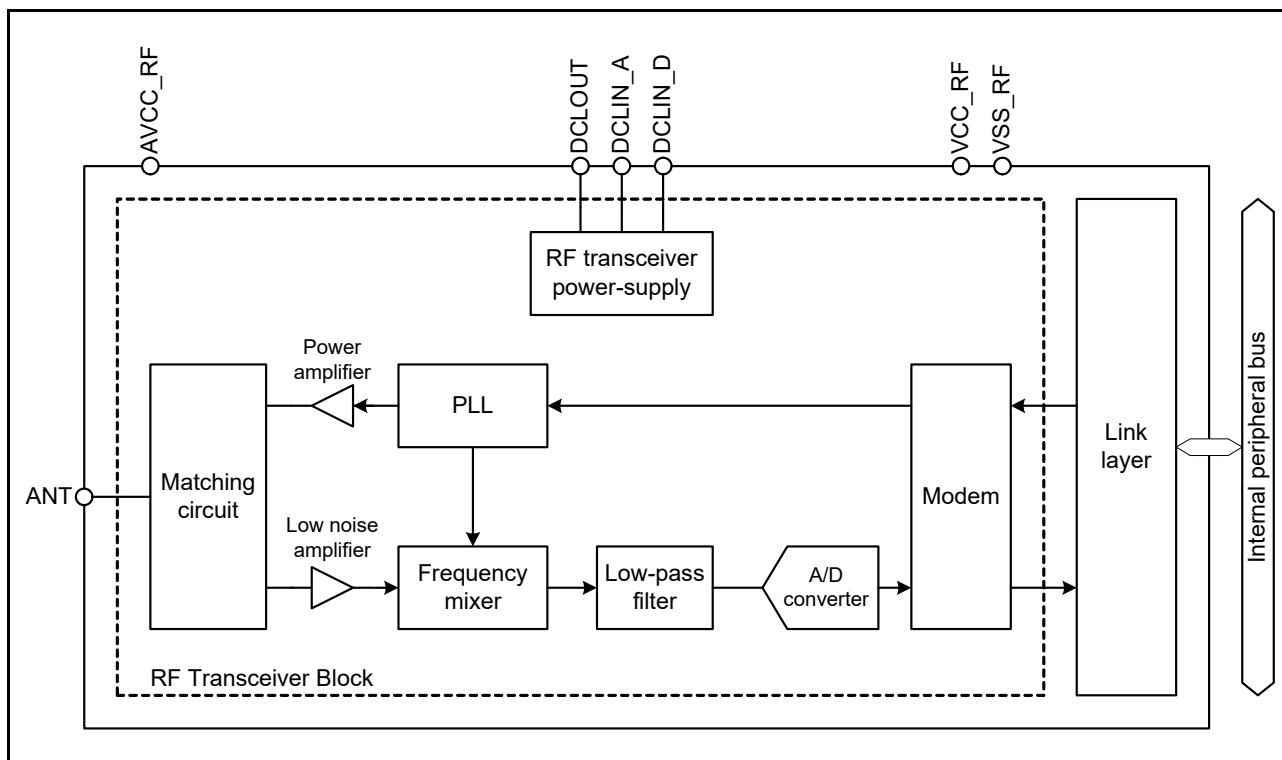 AVCC_RF
DCLOUT
DCLIN_A
DCLIN_D
VCC_RF
VSS_RF
RF transceiver
power-supply
Power
amplifier
PLL
Link
layer
Internal peripheral bus
ANT
Matching
circuit
Modem
Low noise
amplifier
Frequency
mixer
Low-pass
filter
A/D
converter
RF Transceiver Block